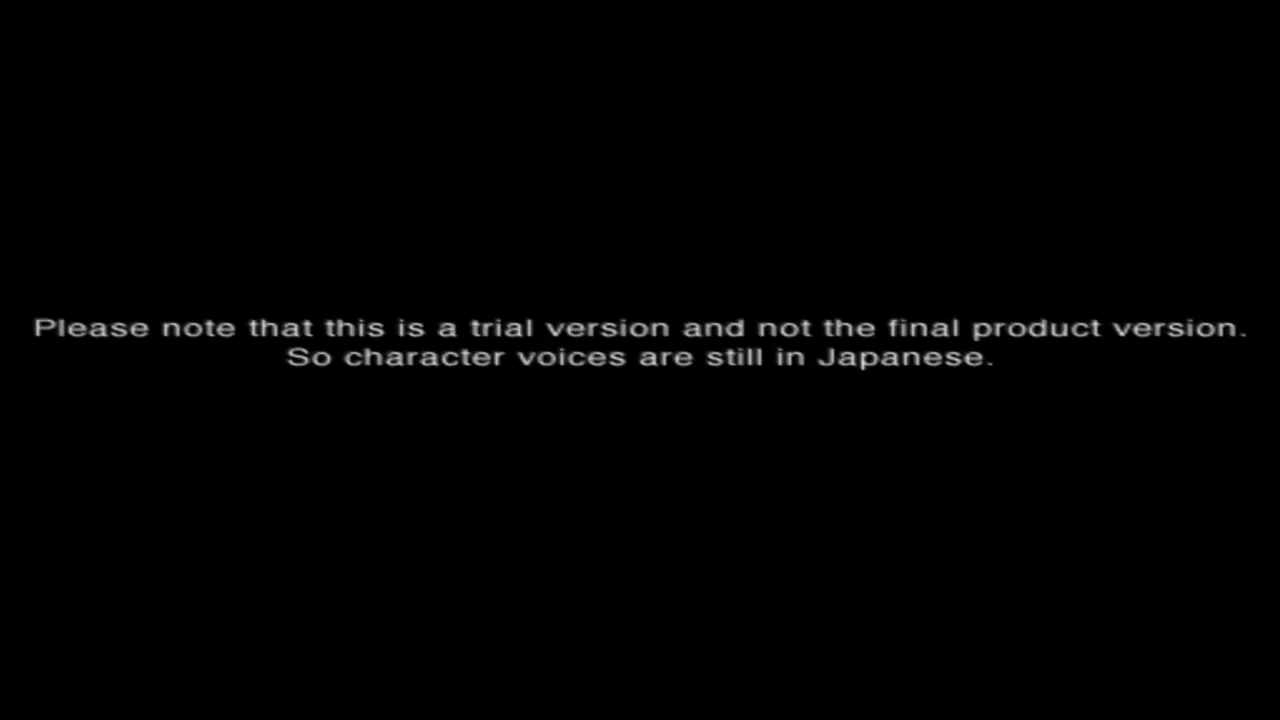 Please note that this is a trial version and not the final product version.
So character voices are still in Japanese.